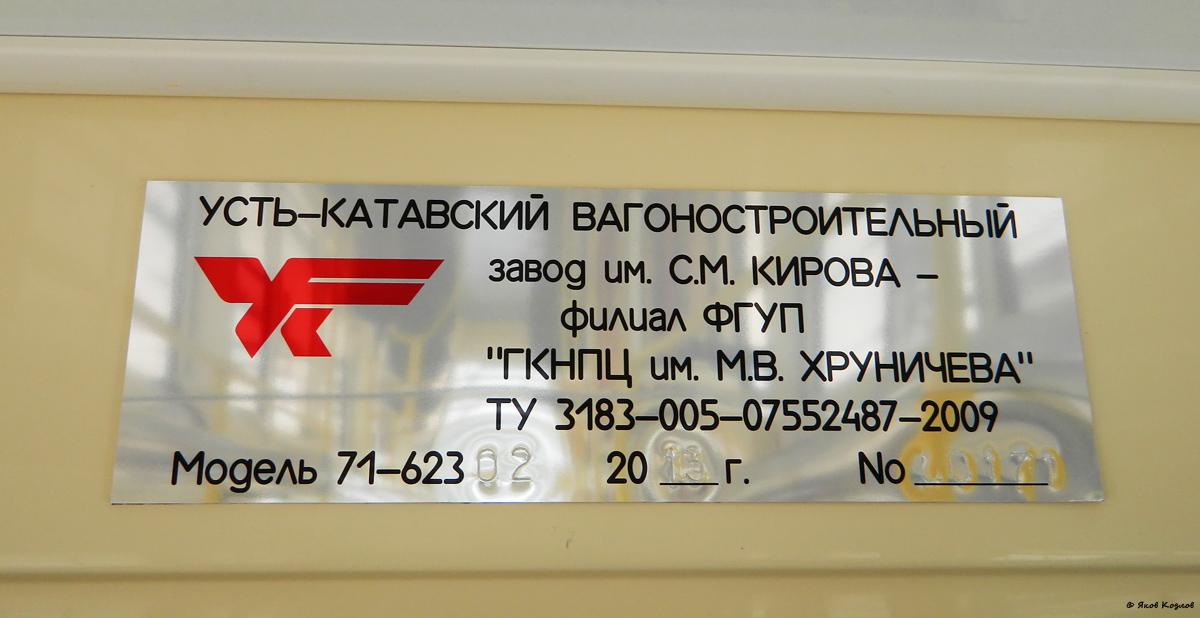 УСТЬ-КАТАВСКИЙ ВАГОНОСТРОИТЕЛЬНЫЙ
завод им. С.М. КИРОВА –
филиал ФГУП
"ГКНПЦ им. М.В. ХРУНИЧЕВА"
ТУ 3183-005-07552487-2009
Модель 71-623 02 2013 г. No
© Яков Козлов